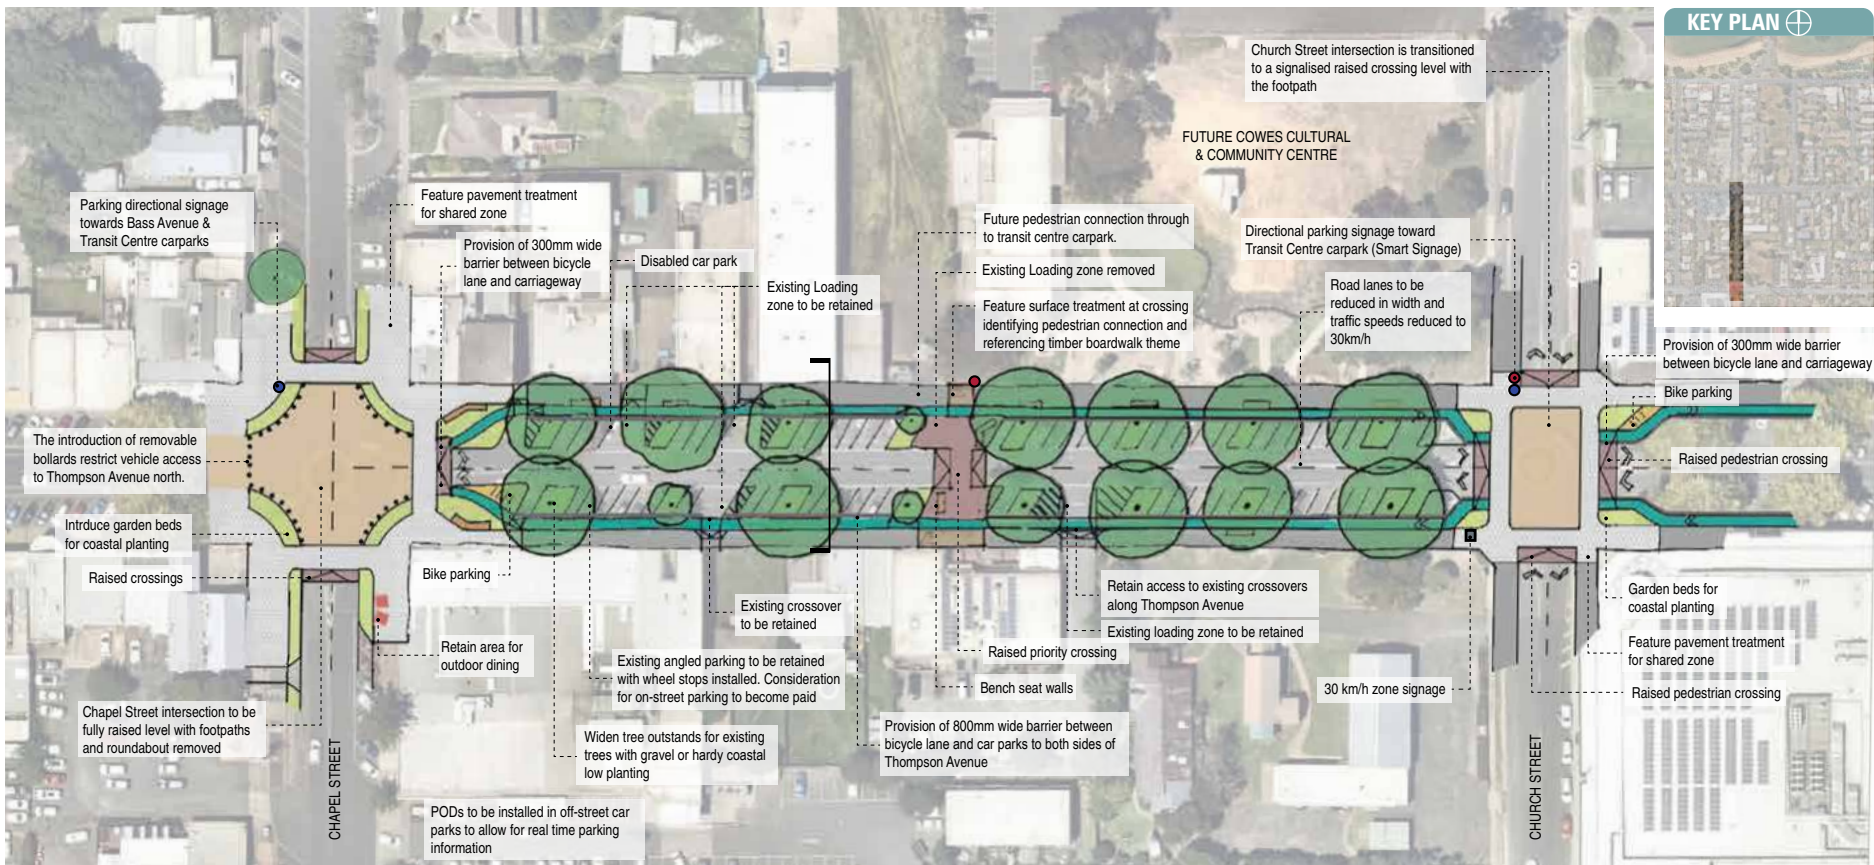 KEY PLAN
Church Street intersection is transitioned
to a signalised raised crossing level with
the footpath
FUTURE COWES CULTURAL
& COMMUNITY CENTRE
Parking directional signage
towards Bass Avenue &
Transit Centre carparks
Feature pavement treatment
for shared zone
Provision of 300mm wide
barrier between bicycle
lane and carriageway
Disabled car park
Existing Loading
zone to be retained
Future pedestrian connection through
to transit centre carpark.
Existing Loading zone removed
Feature surface treatment at crossing
identifying pedestrian connection and
referencing timber boardwalk theme
Directional parking signage toward
Transit Centre carpark (Smart Signage)
Road lanes to be
reduced in width and
traffic speeds reduced to
30km/h
Provision of 300mm wide barrier
between bicycle lane and carriageway
Bike parking
Raised pedestrian crossing
The introduction of removable
bollards restrict vehicle access
to Thompson Avenue north.
Intrduce garden beds
for coastal planting
Raised crossings
Bike parking
Retain area for
outdoor dining
Chapel Street intersection to be
fully raised level with footpaths
and roundabout removed
CHAPEL STREET
Existing crossover
to be retained
Existing angled parking to be retained
with wheel stops installed. Consideration
for on-street parking to become paid
Widen tree outstands for existing
trees with gravel or hardy coastal
low planting
PODs to be installed in off-street car
parks to allow for real time parking
information
Retain access to existing crossovers
along Thompson Avenue
Existing loading zone to be retained
Raised priority crossing
Bench seat walls
Provision of 800mm wide barrier between
bicycle lane and car parks to both sides of
Thompson Avenue
30 km/h zone signage
Garden beds for
coastal planting
Feature pavement treatment
for shared zone
Raised pedestrian crossing
CHURCH STREET